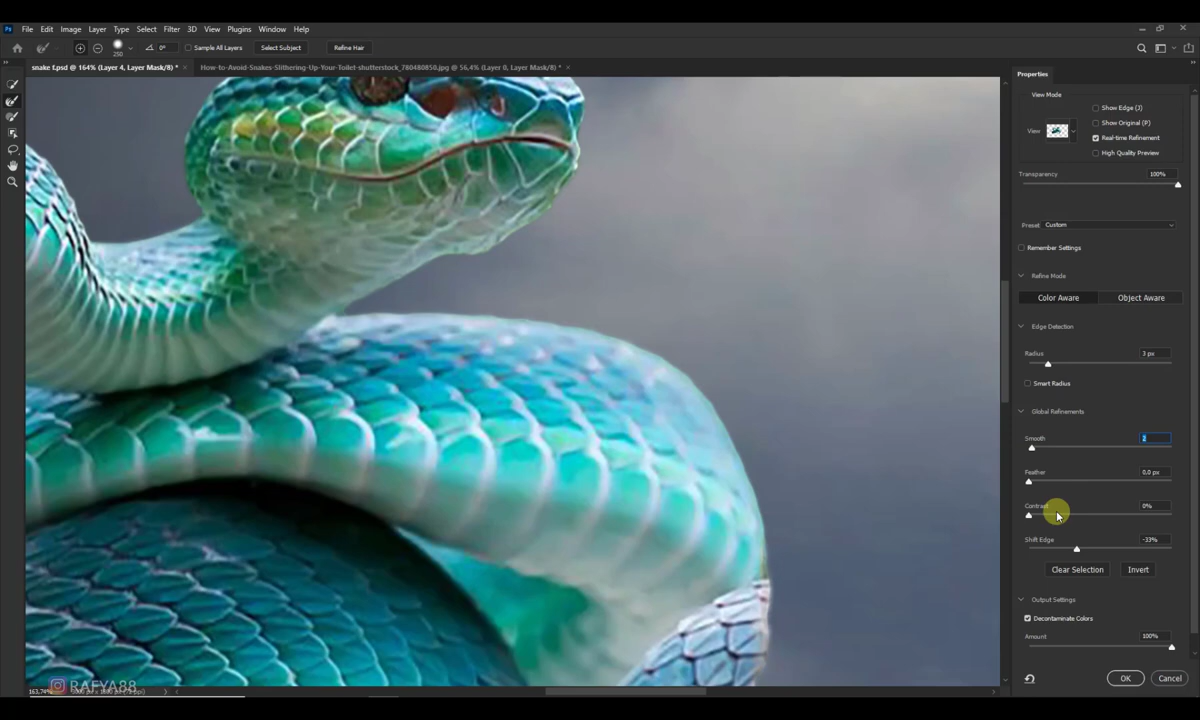 File Edit Image Layer Type Select Filter 3D View Plugins Window Help
250 0° Sample All Layers Select Subject Refine Hair
snake f.psd @ 164% (Layer 4, Layer Mask/8) * × How-to-Avoid-Snakes-Slithering-Up-Your-Toilet-shutterstock_780480850.jpg @ 56,4% (Layer 0, Layer Mask/8) * ×
Properties
View Mode
Show Edge (J)
Show Original (P)
View
Real-time Refinement
High Quality Preview
Transparency 100%
Preset: Custom
Remember Settings
Refine Mode
Color Aware Object Aware
Edge Detection
Radius 3 px
Smart Radius
Global Refinements
Smooth 2
Feather 0,0 px
Contrast 0%
Shift Edge -33%
Clear Selection Invert
Output Settings
Decontaminate Colors
Amount 100%
OK Cancel
RAFYA88